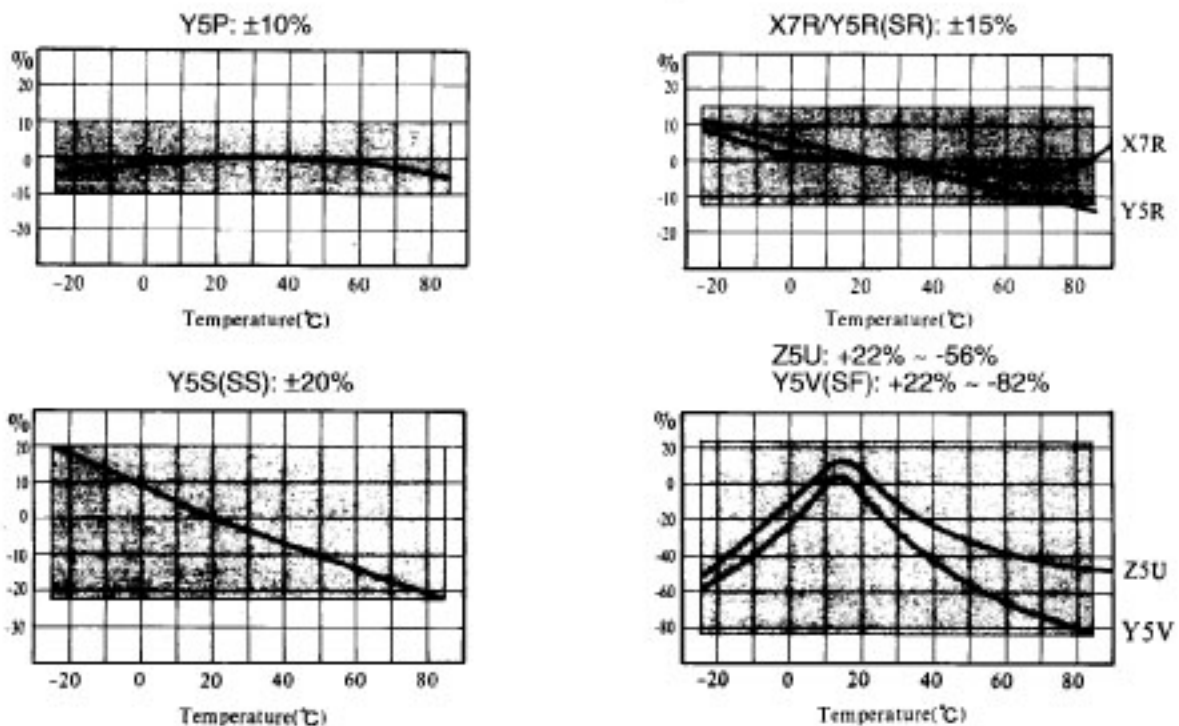 Y5P: ±10%
%
20
10
0
-10
-20
-20 0 20 40 60 80
Temperature(℃)
X7R/Y5R(SR): ±15%
%
20
10
0
-10
-20
X7R
Y5R
-20 0 20 40 60 80
Temperature(℃)
Y5S(SS): ±20%
%
20
10
0
-10
-20
-30
-20 0 20 40 60 80
Temperature(℃)
Z5U: +22% ~ -56%
Y5V(SF): +22% ~ -82%
%
20
0
-20
-40
-60
-80
Z5U
Y5V
-20 0 20 40 60 80
Temperature(℃)